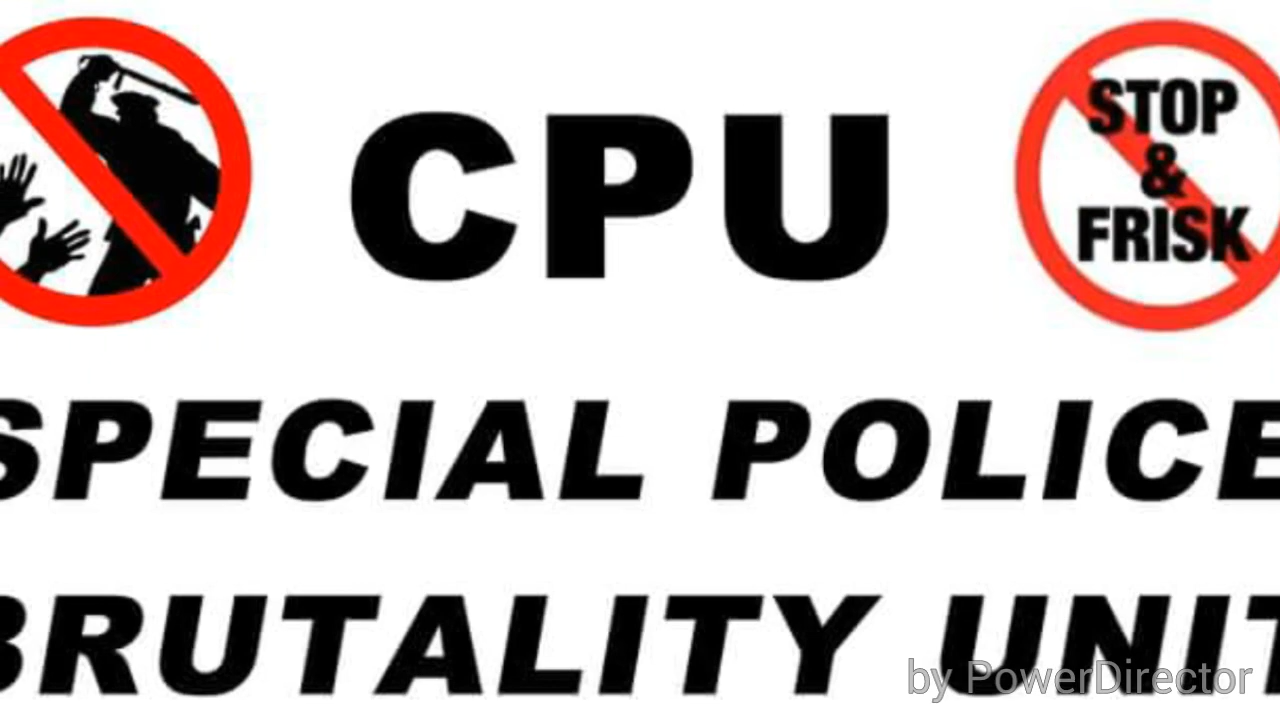 CPU
STOP
&
FRISK
SPECIAL POLICE
BRUTALITY UNIT
by PowerDirector